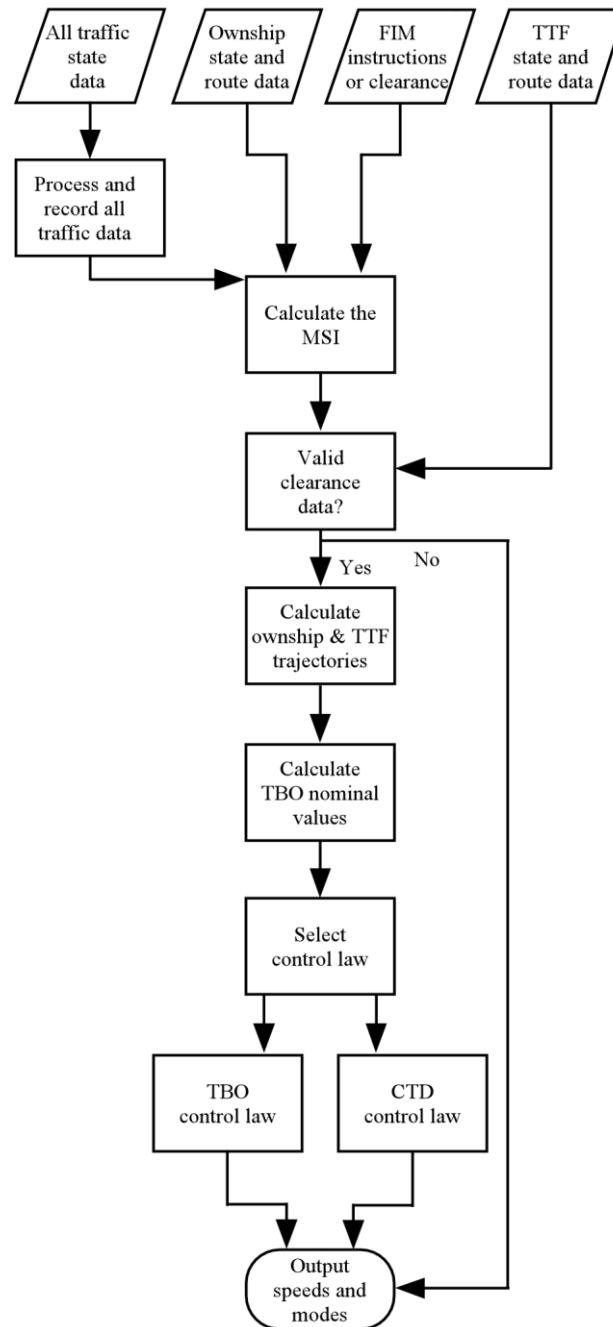 All traffic
state
data
Ownship
state and
route data
FIM
instructions
or clearance
TTF
state and
route data
Process and
record all
traffic data
Calculate the
MSI
Valid
clearance
data?
Yes
No
Calculate
ownship & TTF
trajectories
Calculate
TBO nominal
values
Select
control law
TBO
control law
CTD
control law
Output
speeds and
modes